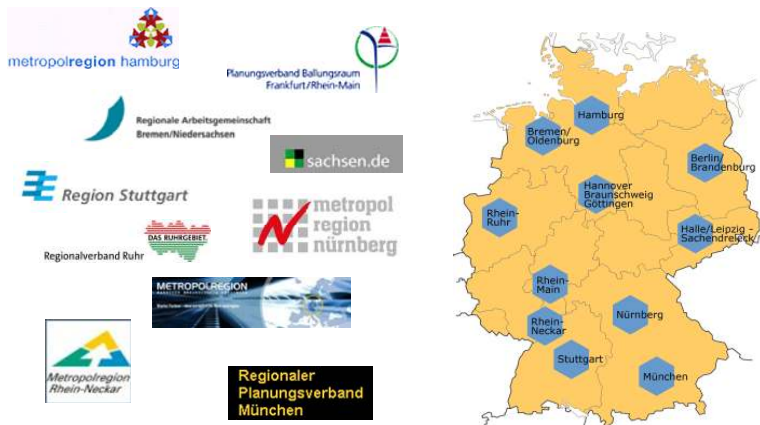 metropolregion hamburg
Planungsverband Ballungsraum
Frankfurt/Rhein-Main
Regionale Arbeitsgemeinschaft
Bremen/Niedersachsen
sachsen.de
Region Stuttgart
metropol
region
nürnberg
DAS RUHRGEBIET
Regionalverband Ruhr
METROPOLREGION
Metropolregion
Rhein-Neckar
Regionaler
Planungsverband
München
Hamburg
Bremen/
Oldenburg
Berlin/
Brandenburg
Hannover
Braunschweig
Göttingen
Rhein-
Ruhr
Halle/Leipzig -
Sachendreieck
Rhein-
Main
Nürnberg
Rhein-
Neckar
Stuttgart
München